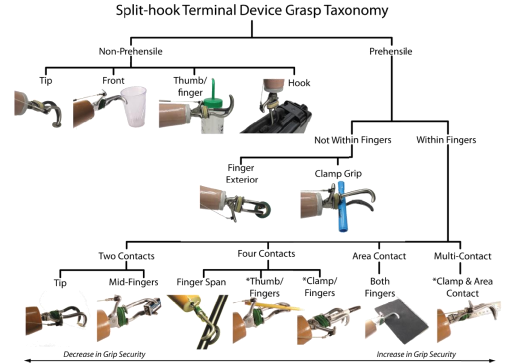 Split-hook Terminal Device Grasp Taxonomy
Non-Prehensile
Prehensile
Tip
Front
Thumb/
finger
Hook
Not Within Fingers
Within Fingers
Finger
Exterior
Clamp Grip
Two Contacts
Four Contacts
Area Contact
Multi-Contact
Tip
Mid-Fingers
Finger Span
*Thumb/
Fingers
*Clamp/
Fingers
Both
Fingers
*Clamp & Area
Contact
Decrease in Grip Security
Increase in Grip Security